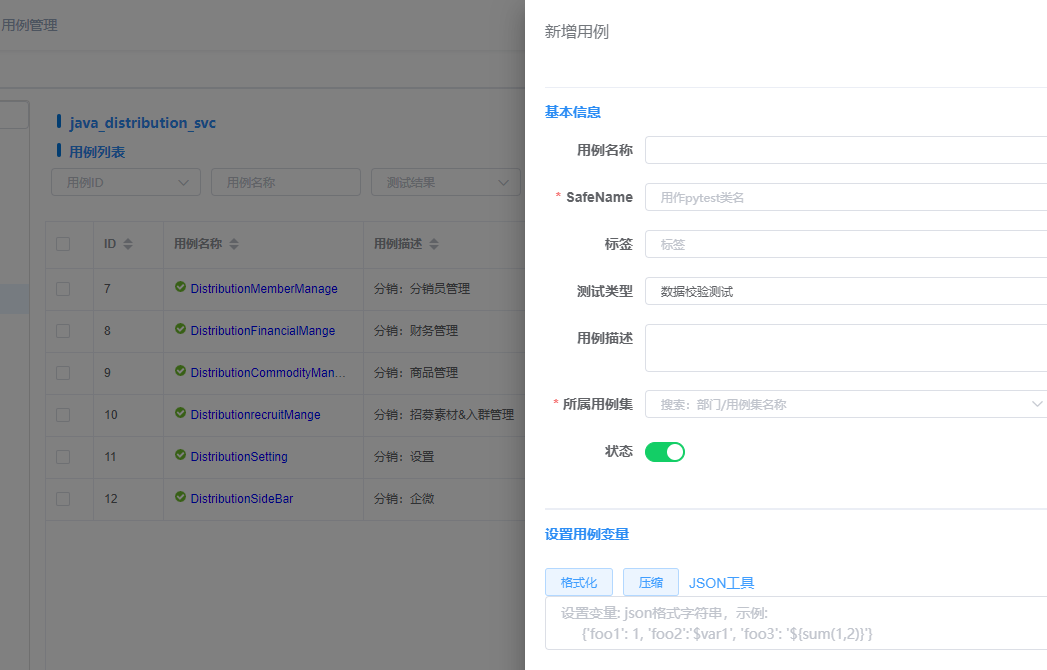 用例管理
java_distribution_svc
用例列表
用例ID 用例名称 测试结果
ID 用例名称 用例描述
7 DistributionMemberManage 分销：分销员管理
8 DistributionFinancialMange 分销：财务管理
9 DistributionCommodityMan... 分销：商品管理
10 DistributionrecruitMange 分销：招募素材&入群管理
11 DistributionSetting 分销：设置
12 DistributionSideBar 分销：企微
新增用例
基本信息
用例名称
* SafeName 用作pytest类名
标签 标签
测试类型 数据校验测试
用例描述
* 所属用例集 搜索：部门/用例集名称
状态
设置用例变量
格式化 压缩 JSON工具
设置变量: json格式字符串，示例:
{'foo1': 1, 'foo2':'$var1', 'foo3': '${sum(1,2)}'}